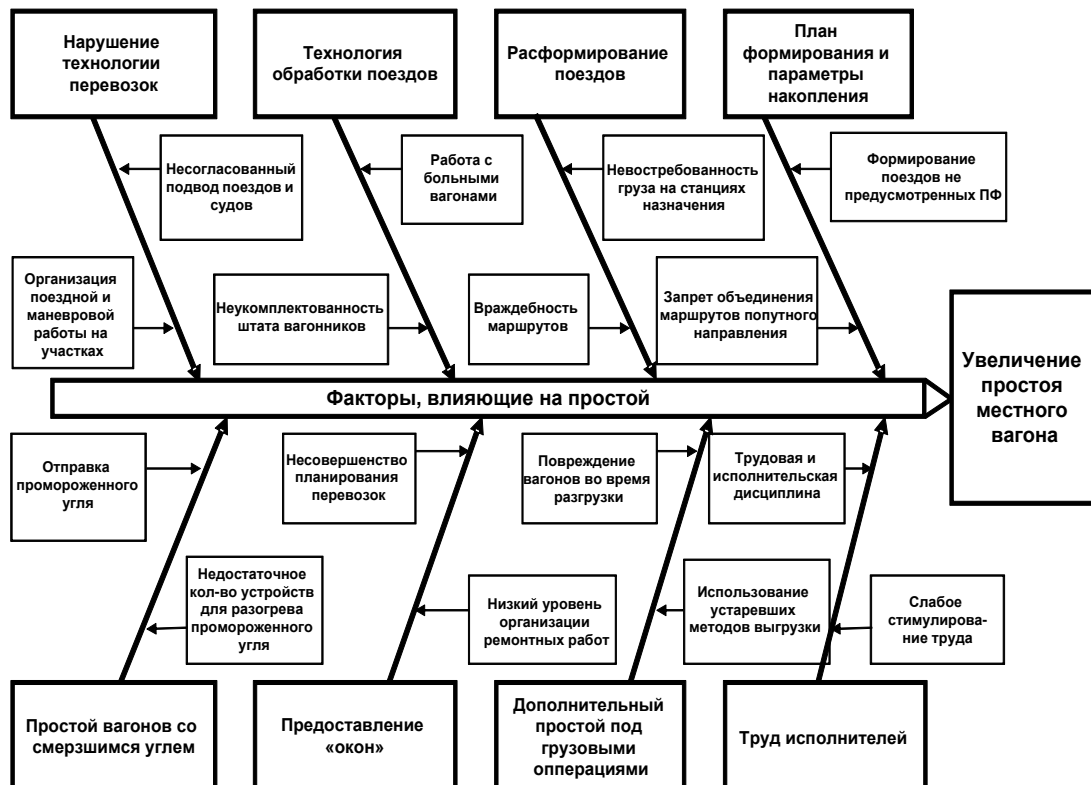 Нарушение
технологии
перевозок
Технология
обработки поездов
Расформирование
поездов
План
формирования и
параметры
накопления
Несогласованный
подвод поездов и
судов
Работа с
больными
вагонами
Невостребованность
груза на станциях
назначения
Формирование
поездов не
предусмотренных ПФ
Организация
поездной и
маневровой
работы на
участках
Неукомплектованность
штата вагонников
Враждебность
маршрутов
Запрет объединения
маршрутов попутного
направления
Увеличение
простоя
местного
вагона
Факторы, влияющие на простой
Отправка
промороженного
угля
Несовершенство
планирования
перевозок
Повреждение
вагонов во время
разгрузки
Трудовая и
исполнительская
дисциплина
Недостаточное
кол-во устройств
для разогрева
промороженного
угля
Низкий уровень
организации
ремонтных работ
Использование
устаревших
методов выгрузки
Слабое
стимулирова-
ние труда
Простой вагонов со
смерзшимся углем
Предоставление
«окон»
Дополнительный
простой под
грузовыми
опперациями
Труд исполнителей